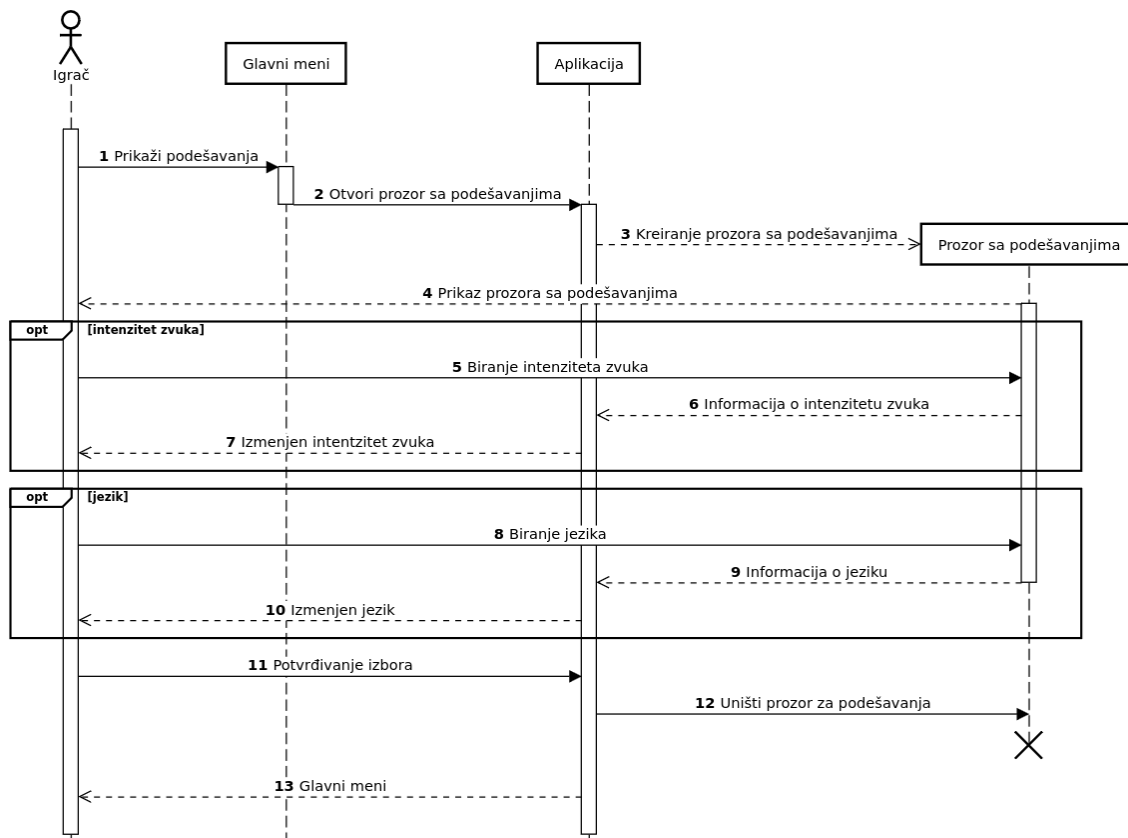 Igrač
Glavni meni
Aplikacija
1 Prikaži podešavanja
2 Otvori prozor sa podešavanjima
3 Kreiranje prozora sa podešavanjima
Prozor sa podešavanjima
4 Prikaz prozora sa podešavanjima
opt [intenzitet zvuka]
5 Biranje intenziteta zvuka
6 Informacija o intenzitetu zvuka
7 Izmenjen intentzitet zvuka
opt [jezik]
8 Biranje jezika
9 Informacija o jeziku
10 Izmenjen jezik
11 Potvrđivanje izbora
12 Uništi prozor za podešavanja
13 Glavni meni